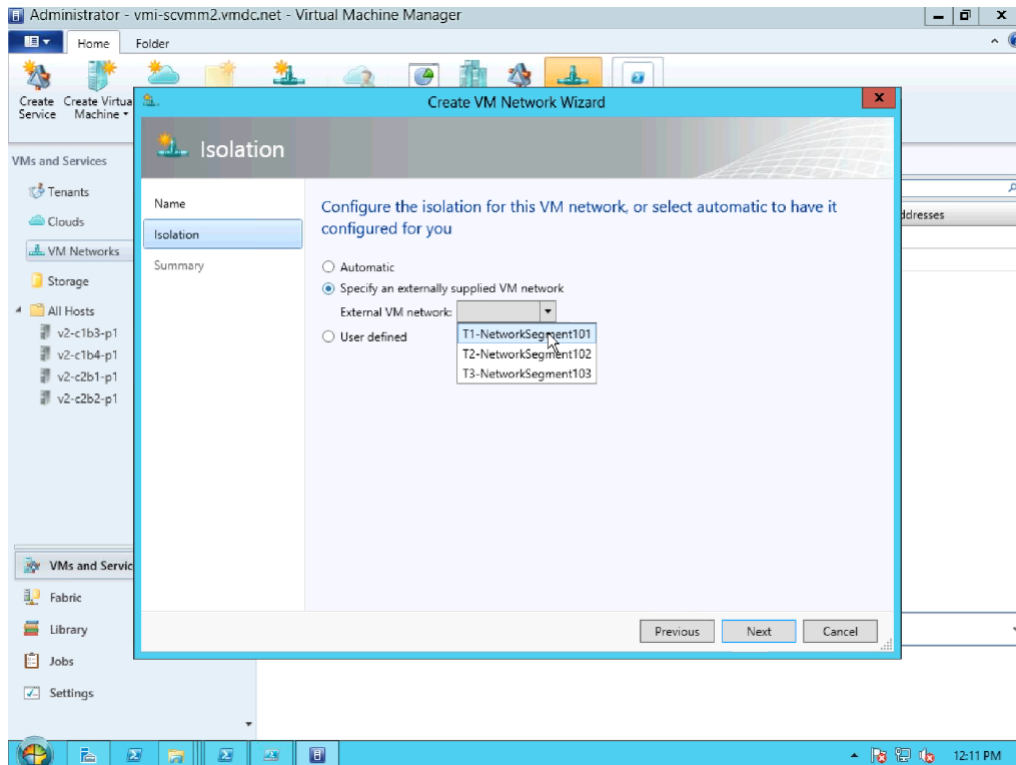 Administrator - vmi-scvmm2.vmdc.net - Virtual Machine Manager
Home Folder
Create Service
Create Virtua
Machine
Create VM Network Wizard
x
Isolation
VMs and Services
Tenants
Clouds
VM Networks
Storage
All Hosts
v2-c1b3-p1
v2-c1b4-p1
v2-c2b1-p1
v2-c2b2-p1
Name
Isolation
Summary
Configure the isolation for this VM network, or select automatic to have it
configured for you
Automatic
Specify an externally supplied VM network
External VM network:
User defined
T1-NetworkSegment101
T2-NetworkSegment102
T3-NetworkSegment103
ddresses
VMs and Servic
Fabric
Library
Jobs
Settings
Previous Next Cancel
12:11 PM